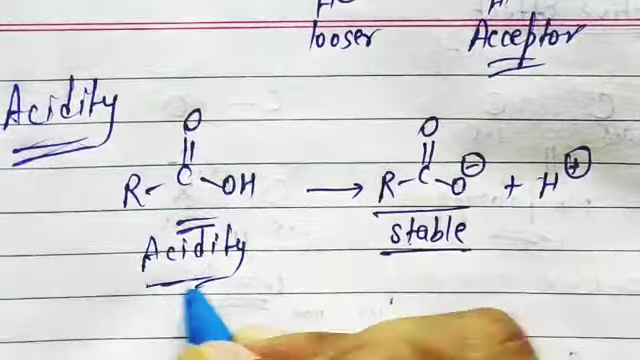 H⊕ H⊕
looser Acceptor
Acidity
O O
|| ||
R-C-OH → R-C-O⊖ + H⊕
Acidity stable